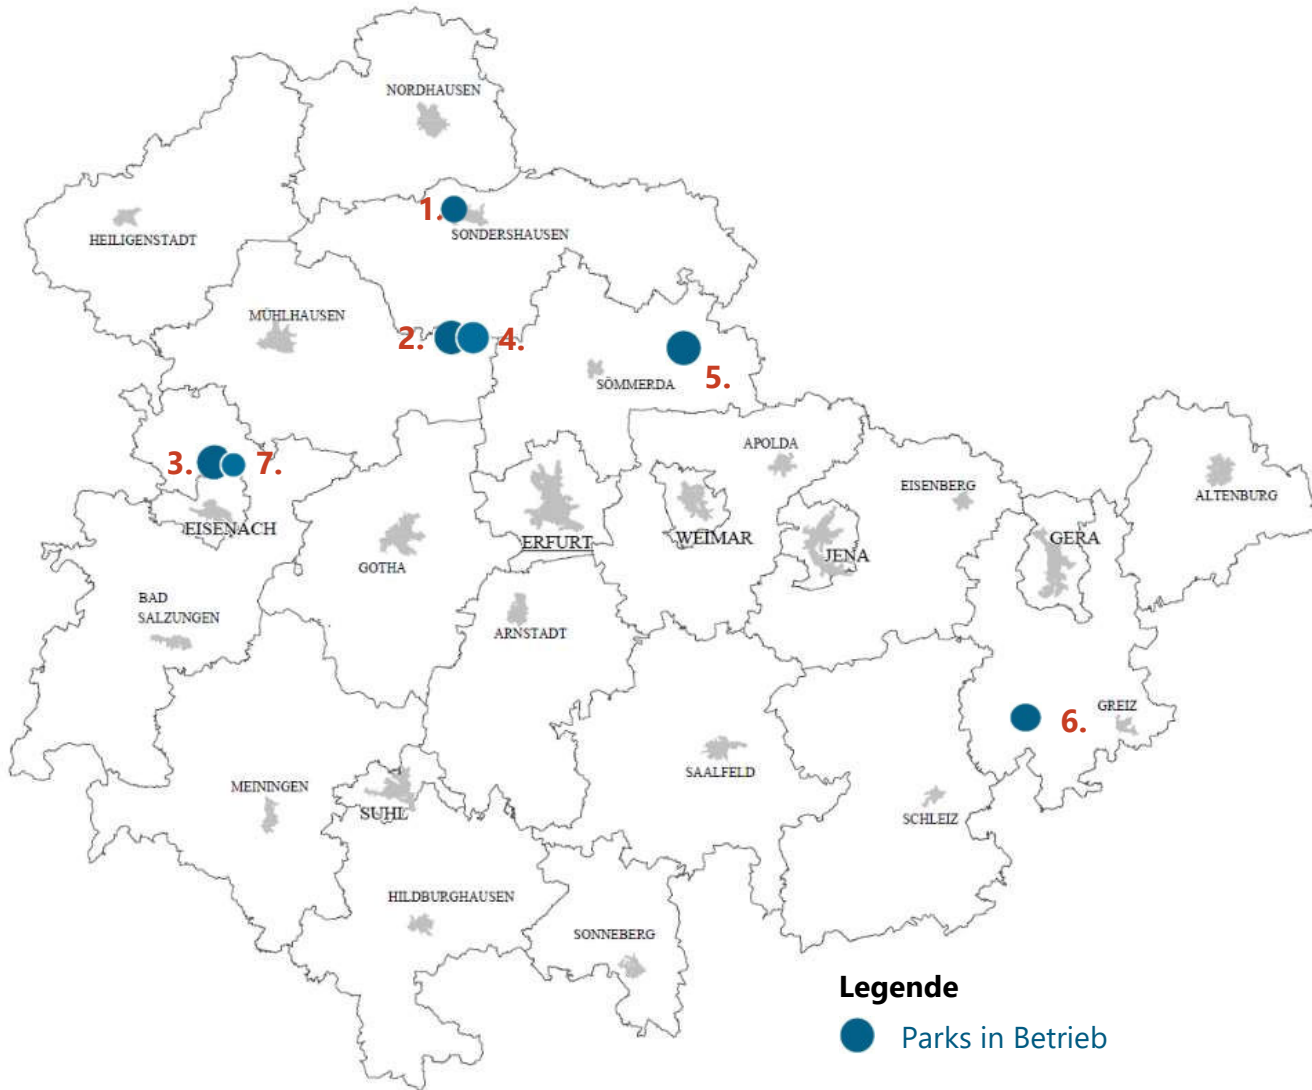 NORDHAUSEN
1.
HEILIGENSTADT
SONDERSHAUSEN
MÜHLHAUSEN
2.
4.
SÖMMERDA
5.
APOLDA
3.
7.
EISENBERG
ALTENBURG
EISENACH
ERFURT
WEIMAR
JENA
GERA
GOTHA
BAD
SALZUNGEN
ARNSTADT
GREIZ
6.
SAALFELD
MEININGEN
SUHL
SCHLEIZ
HILDBURGHAUSEN
SONNEBERG
Legende
Parks in Betrieb